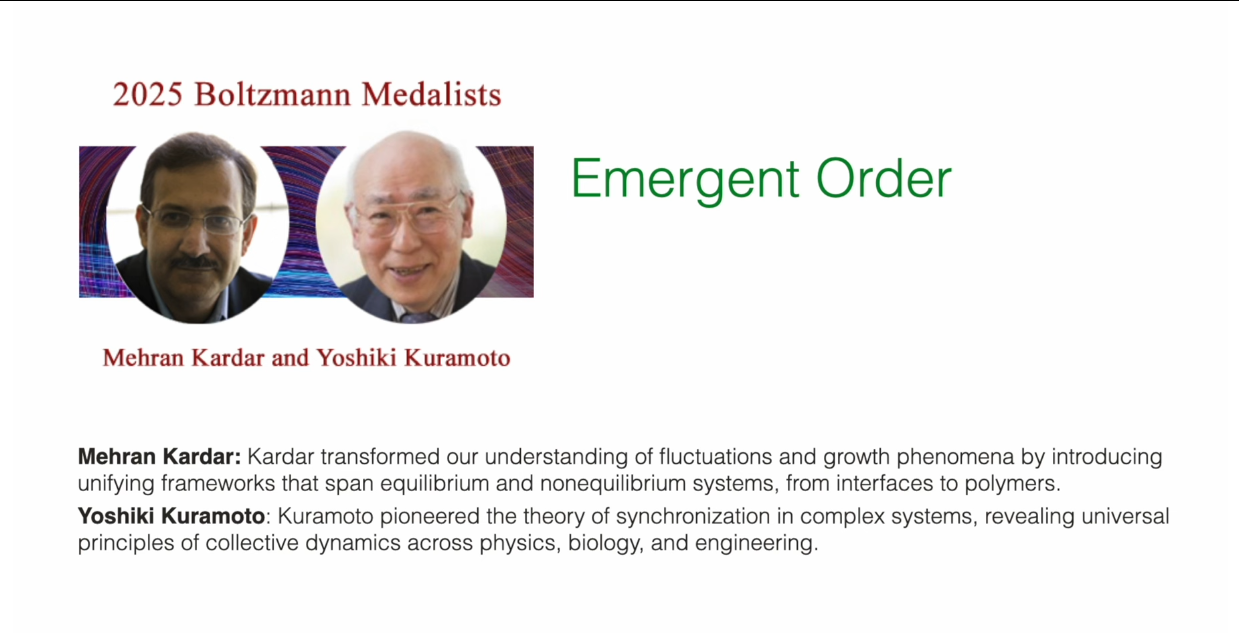 2025 Boltzmann Medalists
Emergent Order
Mehran Kardar and Yoshiki Kuramoto
Mehran Kardar: Kardar transformed our understanding of fluctuations and growth phenomena by introducing
unifying frameworks that span equilibrium and nonequilibrium systems, from interfaces to polymers.
Yoshiki Kuramoto: Kuramoto pioneered the theory of synchronization in complex systems, revealing universal
principles of collective dynamics across physics, biology, and engineering.